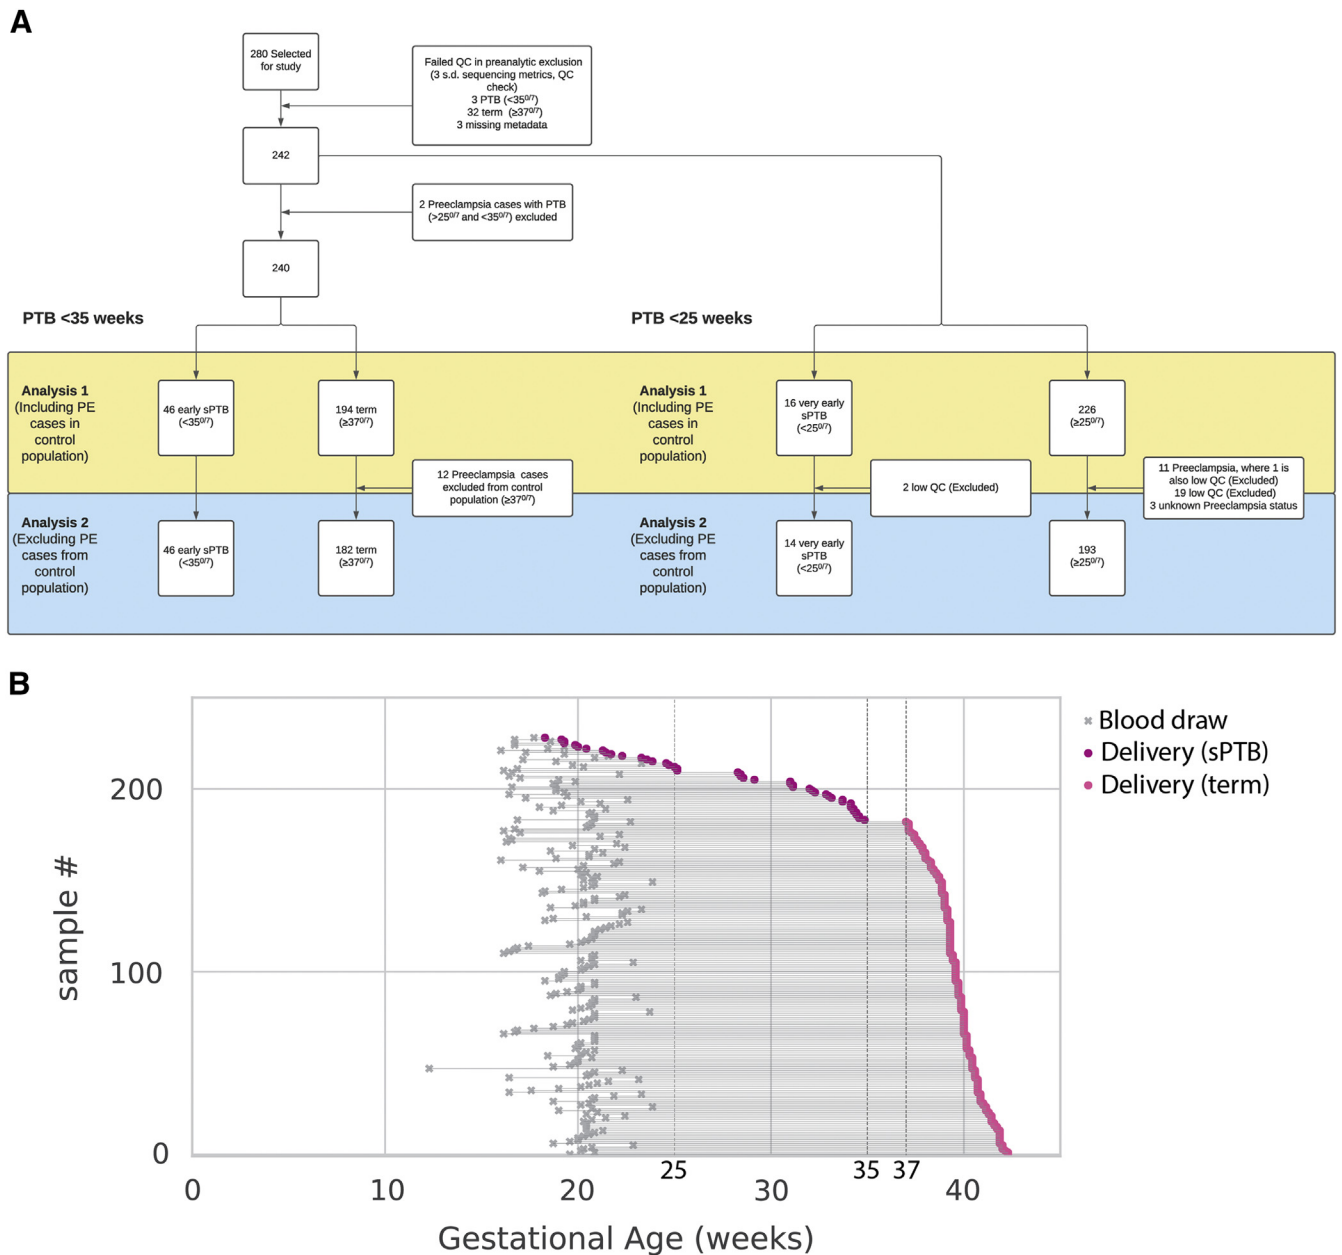 A
280 Selected
for study
Failed QC in preanalytic exclusion
(3 s.d. sequencing metrics, QC
check)
3 PTB (<35⁰/⁷)
32 term (≥37⁰/⁷)
3 missing metadata
242
2 Preeclampsia cases with PTB
(>25⁰/⁷ and <35⁰/⁷) excluded
240
PTB <35 weeks
PTB <25 weeks
Analysis 1
(Including PE
cases in
control
population)
46 early sPTB
(<35⁰/⁷)
194 term
(≥37⁰/⁷)
Analysis 1
(Including PE
cases in
control
population)
16 very early
sPTB
(<25⁰/⁷)
226
(≥25⁰/⁷)
12 Preeclampsia cases
excluded from control
population (≥37⁰/⁷)
2 low QC (Excluded)
11 Preeclampsia, where 1 is
also low QC (Excluded)
19 low QC (Excluded)
3 unknown Preeclampsia status
Analysis 2
(Excluding PE
cases from
control
population)
46 early sPTB
(<35⁰/⁷)
182 term
(≥37⁰/⁷)
Analysis 2
(Excluding PE
cases from
control
population)
14 very early
sPTB
(<25⁰/⁷)
193
(≥25⁰/⁷)
B
Blood draw
Delivery (sPTB)
Delivery (term)
sample #
200
100
0
25
35
37
0
10
20
30
40
Gestational Age (weeks)